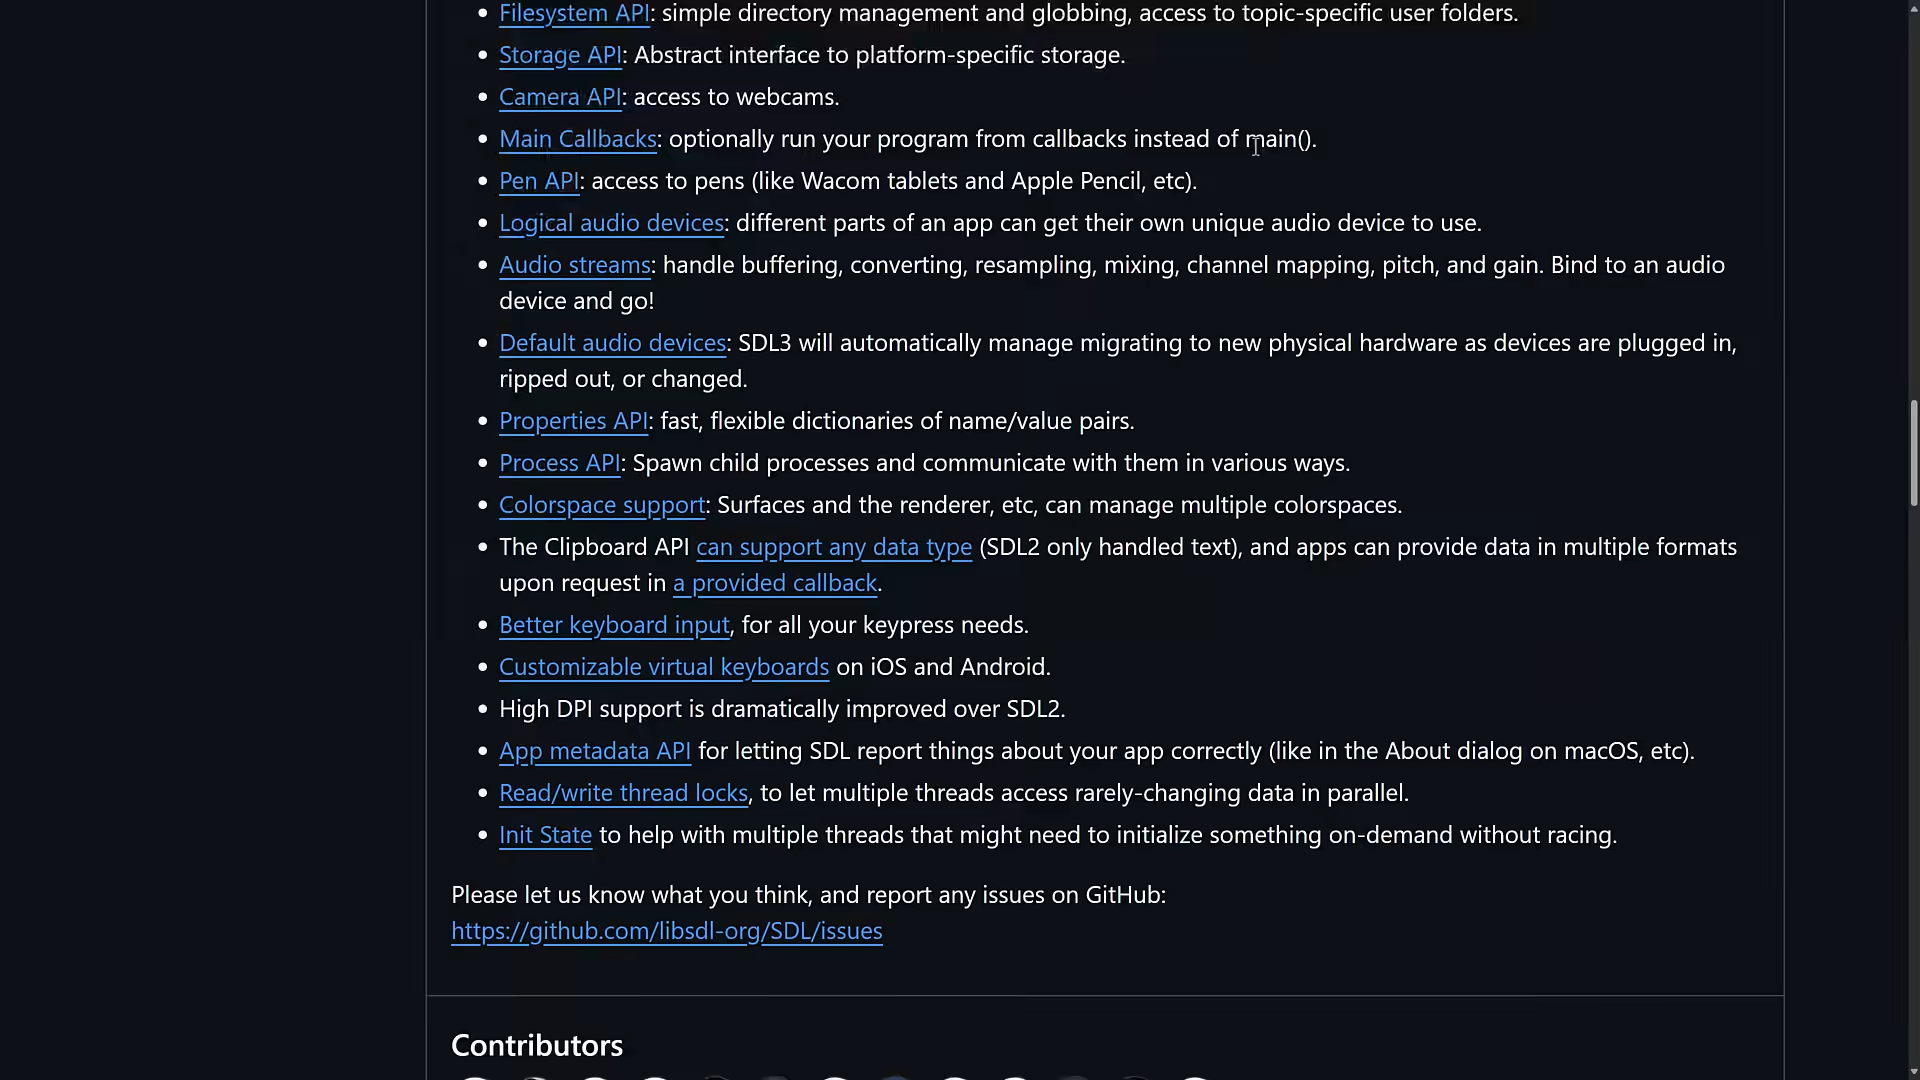 Filesystem API: simple directory management and globbing, access to topic-specific user folders.
Storage API: Abstract interface to platform-specific storage.
Camera API: access to webcams.
Main Callbacks: optionally run your program from callbacks instead of main().
Pen API: access to pens (like Wacom tablets and Apple Pencil, etc).
Logical audio devices: different parts of an app can get their own unique audio device to use.
Audio streams: handle buffering, converting, resampling, mixing, channel mapping, pitch, and gain. Bind to an audio
device and go!
Default audio devices: SDL3 will automatically manage migrating to new physical hardware as devices are plugged in,
ripped out, or changed.
Properties API: fast, flexible dictionaries of name/value pairs.
Process API: Spawn child processes and communicate with them in various ways.
Colorspace support: Surfaces and the renderer, etc, can manage multiple colorspaces.
The Clipboard API can support any data type (SDL2 only handled text), and apps can provide data in multiple formats
upon request in a provided callback.
Better keyboard input, for all your keypress needs.
Customizable virtual keyboards on iOS and Android.
High DPI support is dramatically improved over SDL2.
App metadata API for letting SDL report things about your app correctly (like in the About dialog on macOS, etc).
Read/write thread locks, to let multiple threads access rarely-changing data in parallel.
Init State to help with multiple threads that might need to initialize something on-demand without racing.
Please let us know what you think, and report any issues on GitHub:
https://github.com/libsdl-org/SDL/issues
Contributors